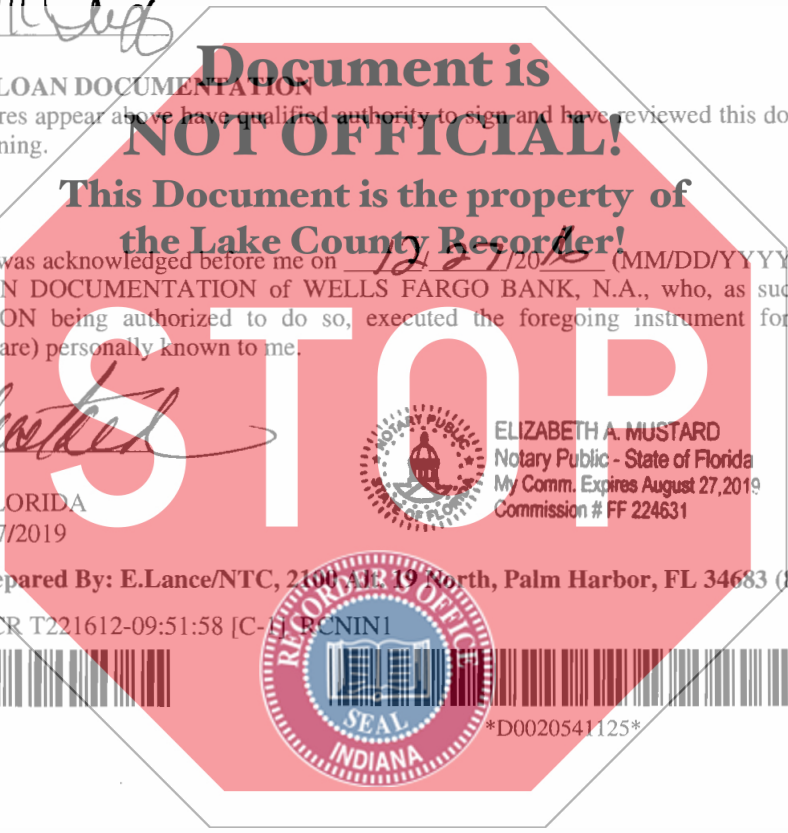 Document is
LOAN DOCUMENTATION
res appear above have qualified authority to sign and have reviewed this do
ning.
NOT OFFICIAL!
This Document is the property of
the Lake County Recorder!
was acknowledged before me on 12/27/2016 (MM/DD/YYYY
N DOCUMENTATION of WELLS FARGO BANK, N.A., who, as suc
ON being authorized to do so, executed the foregoing instrument for
are) personally known to me.
STOP
NOTARY PUBLIC
STATE OF FLORIDA
ELIZABETH A. MUSTARD
Notary Public - State of Florida
My Comm. Expires August 27, 2019
Commission # FF 224631
LORIDA
7/2019
epared By: E.Lance/NTC, 2100 Alt. 19 North, Palm Harbor, FL 34683 (8
CR T221612-09:51:58 [C-1] RCNIN1
RECORDER'S OFFICE
SEAL
INDIANA
*D0020541125*